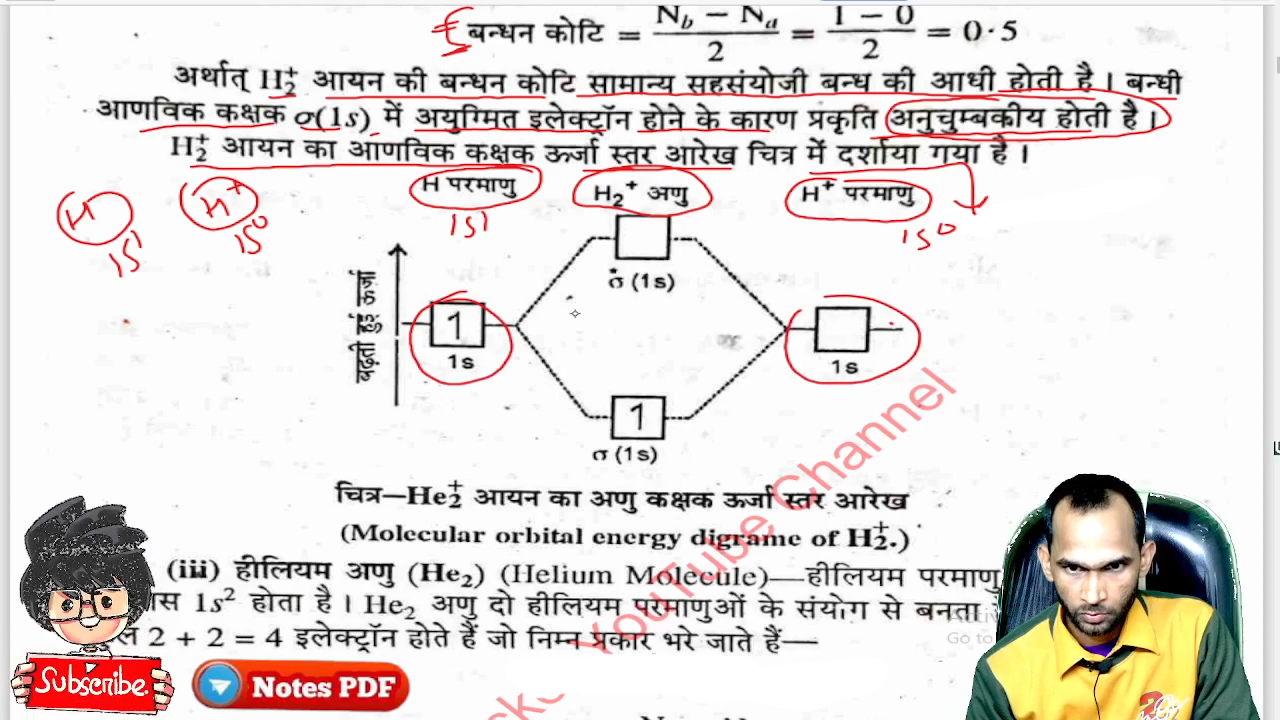 बन्धन कोटि = N_b – N_a / 2 = 1 – 0 / 2 = 0·5
अर्थात् H₂⁺ आयन की बन्धन कोटि सामान्य सहसंयोजी बन्ध की आधी होती है। बन्धी
आणविक कक्षक σ(1s) में अयुग्मित इलेक्ट्रॉन होने के कारण प्रकृति अनुचुम्बकीय होती है।
H₂⁺ आयन का आणविक कक्षक ऊर्जा स्तर आरेख चित्र में दर्शाया गया है।
H परमाणु H₂⁺ अणु H⁺ परमाणु
H H⁺
1s¹ 1s⁰ 1s¹ 1s⁰
σ* (1s)
बढ़ती हुई ऊर्जा
1
1s 1s
1
σ (1s)
चित्र—He₂⁺ आयन का अणु कक्षक ऊर्जा स्तर आरेख
(Molecular orbital energy digrame of H₂⁺.)
(iii) हीलियम अणु (He₂) (Helium Molecule)—हीलियम परमाणु
1s² होता है। He₂ अणु दो हीलियम परमाणुओं के संयोग से बनता
2 + 2 = 4 इलेक्ट्रॉन होते हैं जो निम्न प्रकार भरे जाते हैं—
YouTube Channel
Subscribe.
Notes PDF